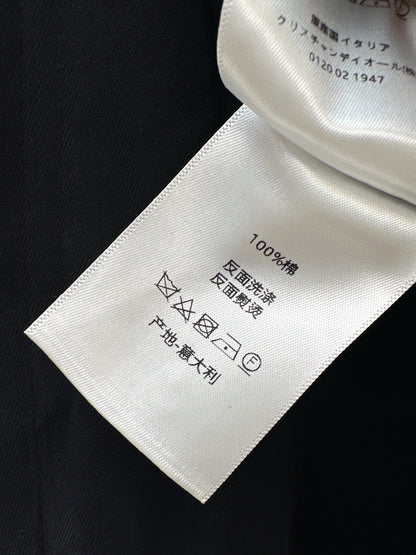 原産国イタリア
クリスチャンディオール(株)
0120 02 1947
100%棉
反面洗涤
反面熨烫
F
产地-意大利